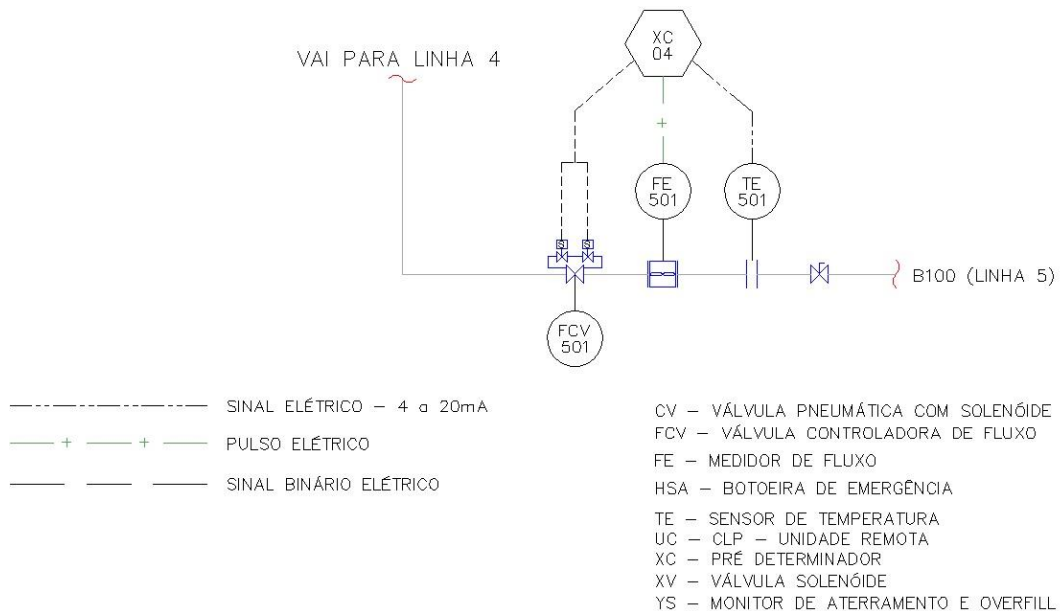 XC
04
VAI PARA LINHA 4
FE
501
TE
501
S
S
B100 (LINHA 5)
FCV
501
SINAL ELÉTRICO – 4 a 20mA
PULSO ELÉTRICO
SINAL BINÁRIO ELÉTRICO
CV – VÁLVULA PNEUMÁTICA COM SOLENÓIDE
FCV – VÁLVULA CONTROLADORA DE FLUXO
FE – MEDIDOR DE FLUXO
HSA – BOTOEIRA DE EMERGÊNCIA
TE – SENSOR DE TEMPERATURA
UC – CLP – UNIDADE REMOTA
XC – PRÉ DETERMINADOR
XV – VÁLVULA SOLENÓIDE
YS – MONITOR DE ATERRAMENTO E OVERFILL